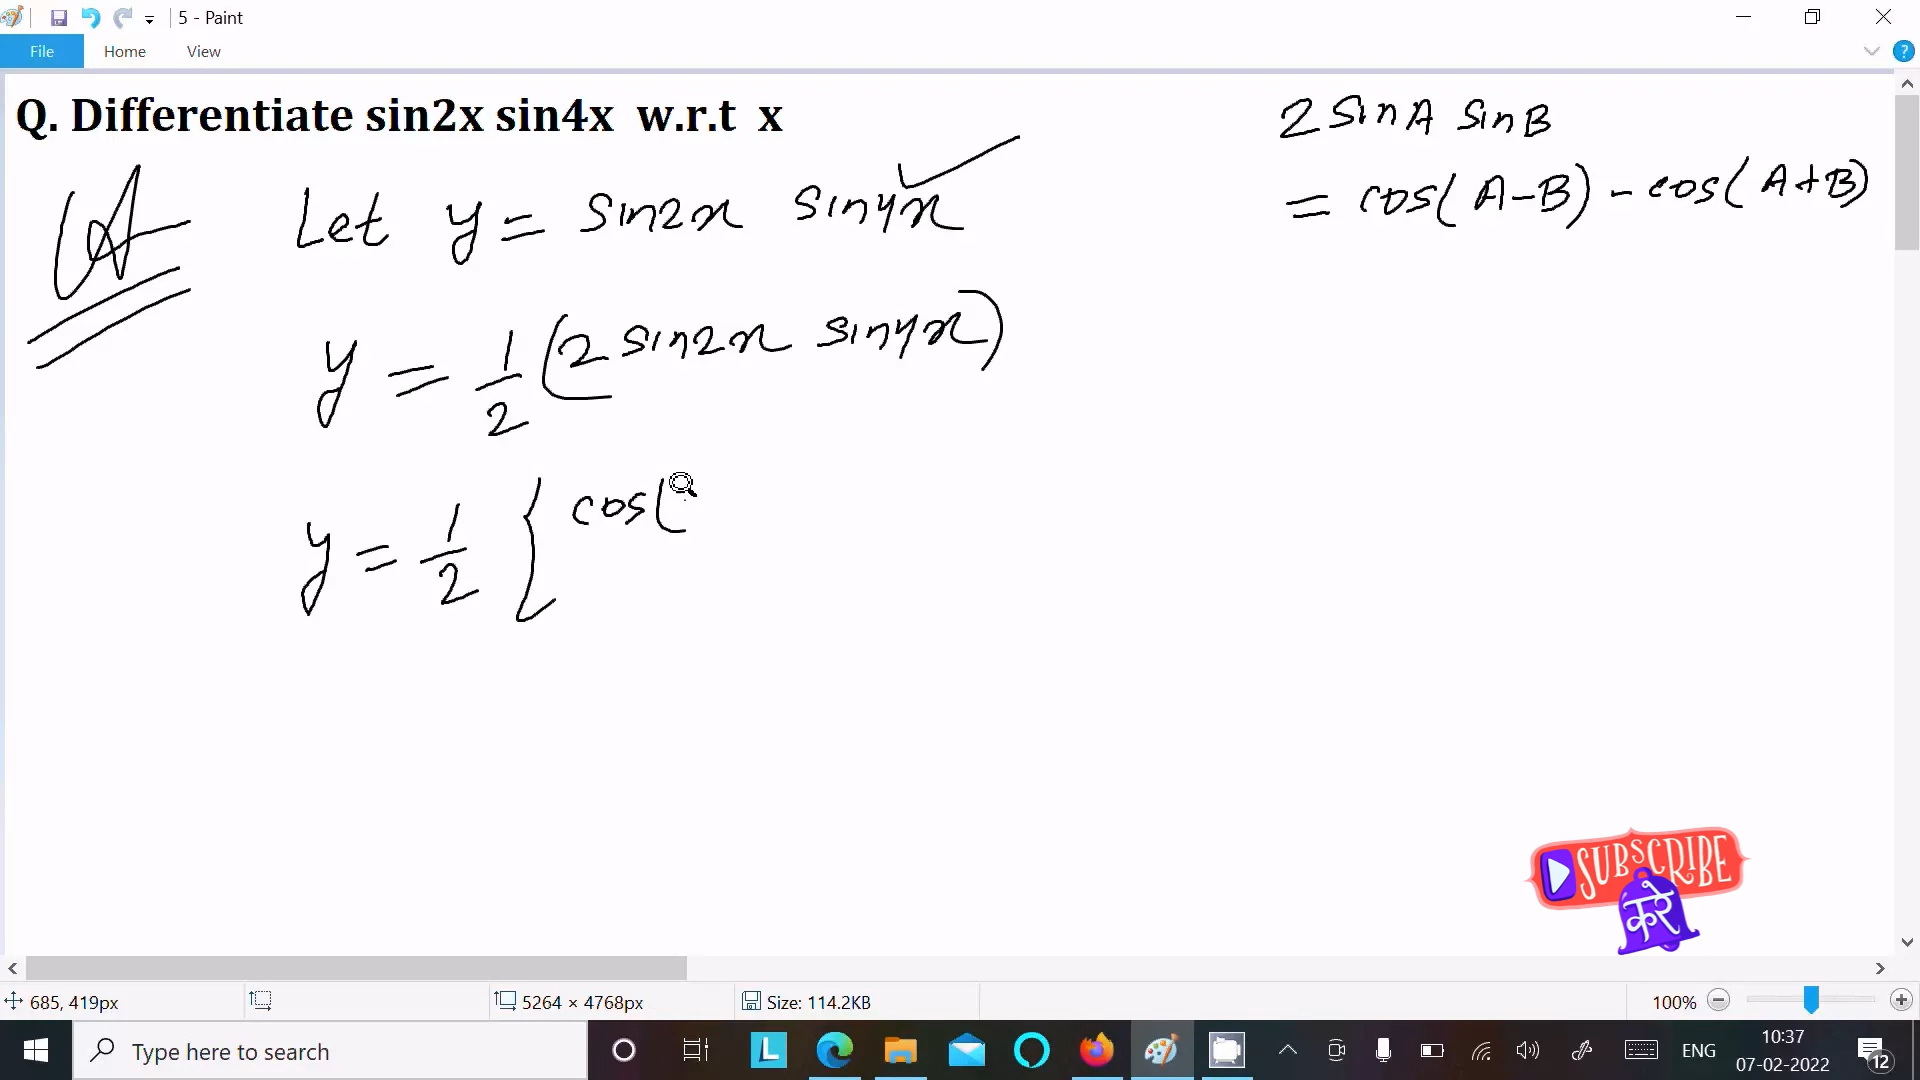 5 - Paint
File Home View
Q. Differentiate sin2x sin4x w.r.t x
2 sinA sinB
= cos(A-B) - cos(A+B)
Let y = sin2x sin4x
y = 1/2 (2 sin2x sin4x)
y = 1/2 { cos(
SUBSCRIBE
करे
685, 419px 5264 × 4768px Size: 114.2KB 100%
Type here to search
L
ENG
10:37
07-02-2022
12